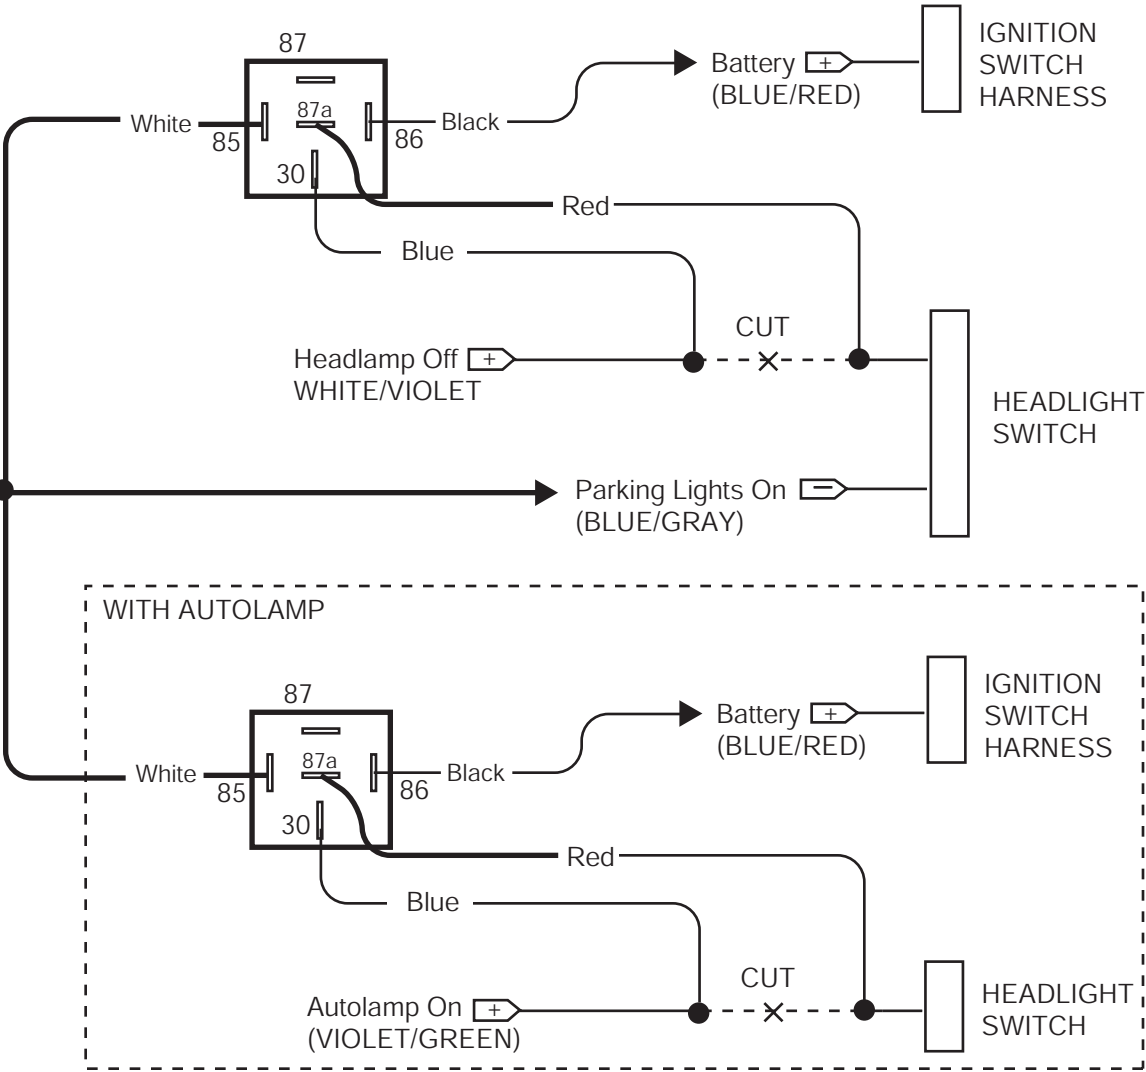 87
87a
White
85
86
Black
30
Battery +
(BLUE/RED)
IGNITION
SWITCH
HARNESS
Red
Blue
CUT
Headlamp Off +
WHITE/VIOLET
HEADLIGHT
SWITCH
Parking Lights On −
(BLUE/GRAY)
WITH AUTOLAMP
87
87a
White
85
86
Black
30
Battery +
(BLUE/RED)
IGNITION
SWITCH
HARNESS
Red
Blue
CUT
Autolamp On +
(VIOLET/GREEN)
HEADLIGHT
SWITCH